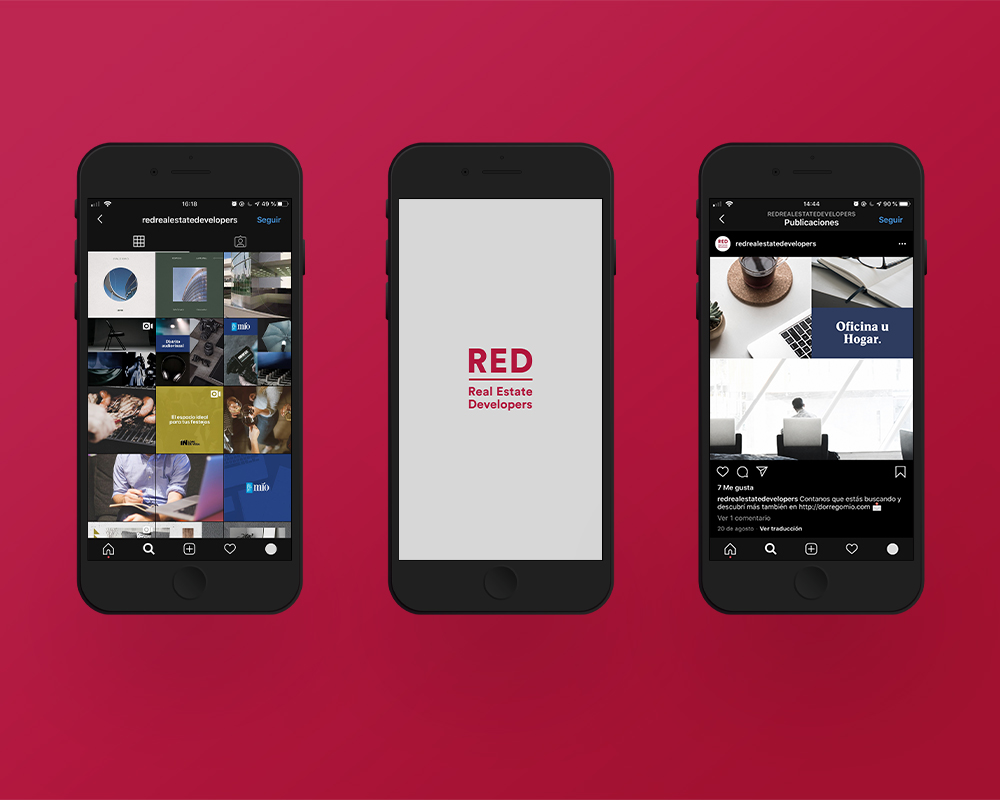 16:18
49 %
redrealestatedevelopers
Seguir
mío
Distrito
audiovisual
El espacio ideal
para tus festejos
mío
RED
Real Estate
Developers
14:44
90 %
REDREALESTATEDEVELOPERS
Publicaciones
Seguir
RED
redrealestatedevelopers
Oficina u
Hogar.
7 Me gusta
redrealestatedevelopers Contanos que estás buscando y
descubrí más también en http://dorregomio.com 📩
Ver 1 comentario
20 de agosto · Ver traducción